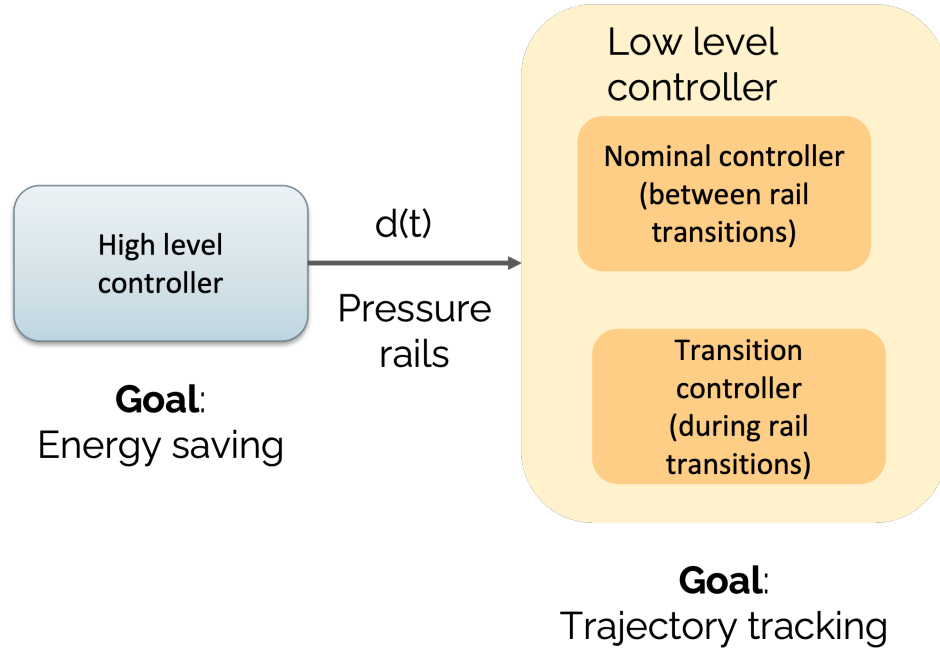 High level
controller
Goal:
Energy saving
d(t)
Pressure
rails
Low level
controller
Nominal controller
(between rail
transitions)
Transition
controller
(during rail
transitions)
Goal:
Trajectory tracking